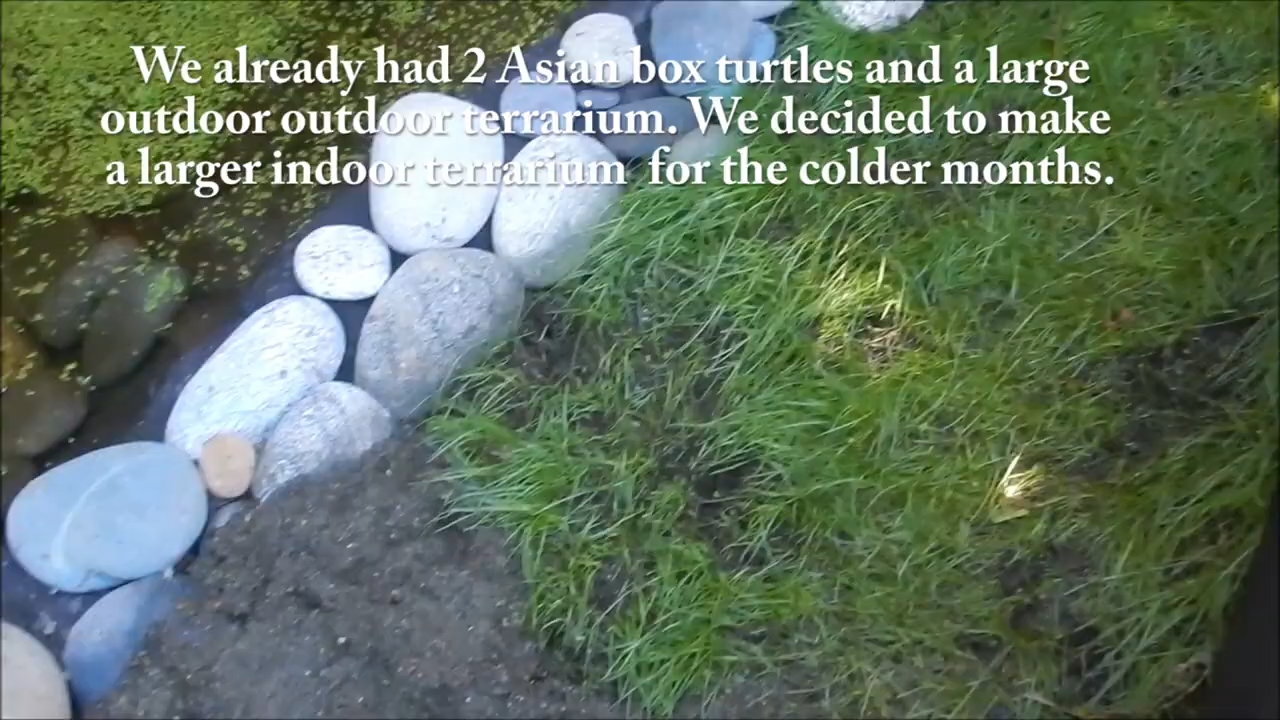 We already had 2 Asian box turtles and a large
outdoor outdoor terrarium. We decided to make
a larger indoor terrarium for the colder months.